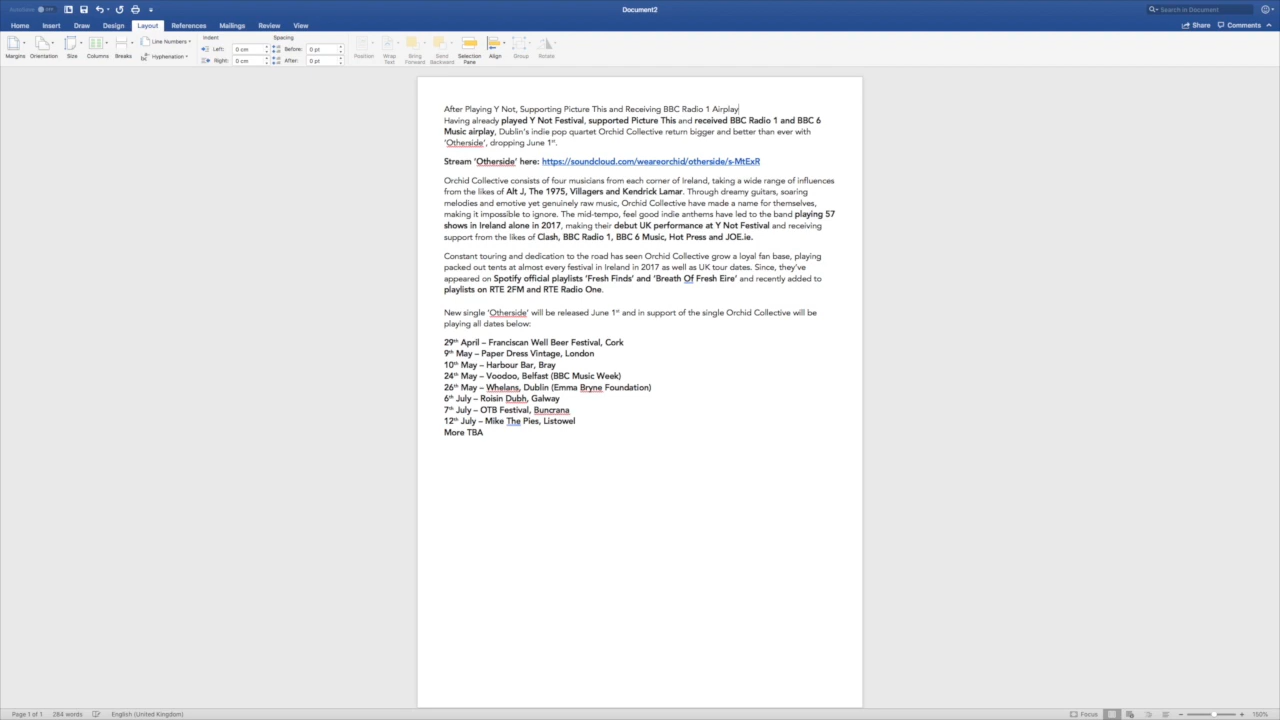 AutoSave OFF Document2 Search in Document
Home Insert Draw Design Layout References Mailings Review View Share Comments
Indent Spacing
Line Numbers Left: 0 cm Before: 0 pt
Hyphenation Right: 0 cm After: 0 pt
Margins Orientation Size Columns Breaks Position Wrap Text Bring Forward Send Backward Selection Pane Align Group Rotate
After Playing Y Not, Supporting Picture This and Receiving BBC Radio 1 Airplay
Having already played Y Not Festival, supported Picture This and received BBC Radio 1 and BBC 6
Music airplay, Dublin's indie pop quartet Orchid Collective return bigger and better than ever with
'Otherside', dropping June 1st.
Stream 'Otherside' here: https://soundcloud.com/weareorchid/otherside/s-MtExR
Orchid Collective consists of four musicians from each corner of Ireland, taking a wide range of influences
from the likes of Alt J, The 1975, Villagers and Kendrick Lamar. Through dreamy guitars, soaring
melodies and emotive yet genuinely raw music, Orchid Collective have made a name for themselves,
making it impossible to ignore. The mid-tempo, feel good indie anthems have led to the band playing 57
shows in Ireland alone in 2017, making their debut UK performance at Y Not Festival and receiving
support from the likes of Clash, BBC Radio 1, BBC 6 Music, Hot Press and JOE.ie.
Constant touring and dedication to the road has seen Orchid Collective grow a loyal fan base, playing
packed out tents at almost every festival in Ireland in 2017 as well as UK tour dates. Since, they've
appeared on Spotify official playlists 'Fresh Finds' and 'Breath Of Fresh Eire' and recently added to
playlists on RTE 2FM and RTE Radio One.
New single 'Otherside' will be released June 1st and in support of the single Orchid Collective will be
playing all dates below:
29th April – Franciscan Well Beer Festival, Cork
9th May – Paper Dress Vintage, London
10th May – Harbour Bar, Bray
24th May – Voodoo, Belfast (BBC Music Week)
26th May – Whelans, Dublin (Emma Bryne Foundation)
6th July – Roisin Dubh, Galway
7th July – OTB Festival, Buncrana
12th July – Mike The Pies, Listowel
More TBA
Page 1 of 1 284 words English (United Kingdom) Focus 150%